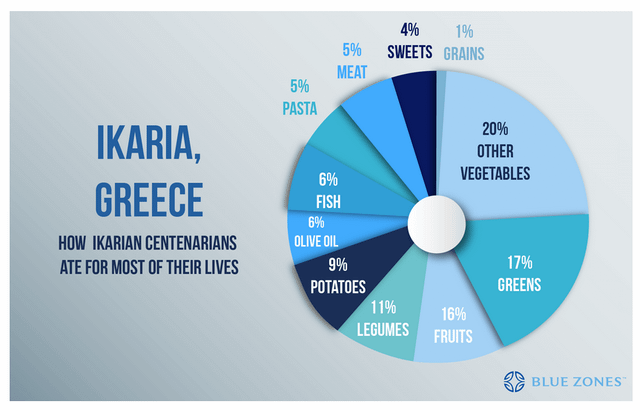 IKARIA,
GREECE
HOW IKARIAN CENTENARIANS
ATE FOR MOST OF THEIR LIVES
4%
SWEETS
1%
GRAINS
5%
MEAT
5%
PASTA
20%
OTHER
VEGETABLES
6%
FISH
6%
OLIVE OIL
17%
GREENS
9%
POTATOES
11%
LEGUMES
16%
FRUITS
BLUE ZONES™